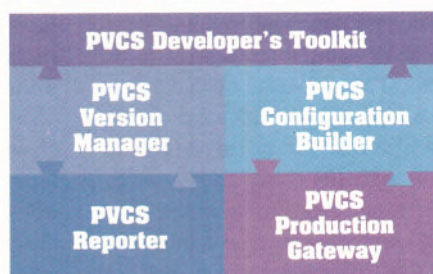 PVCS Developer's Toolkit
PVCS
Version
Manager
PVCS
Configuration
Builder
PVCS
Reporter
PVCS
Production
Gateway